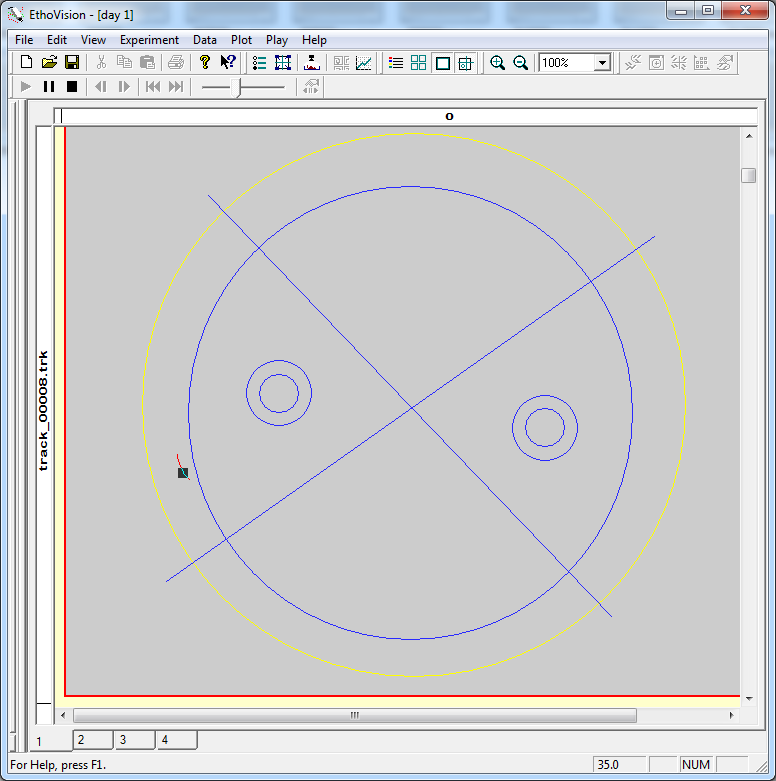 EthoVision - [day 1]
File Edit View Experiment Data Plot Play Help
100%
o
track_00008.trk
1 2 3 4
For Help, press F1. 35.0 NUM